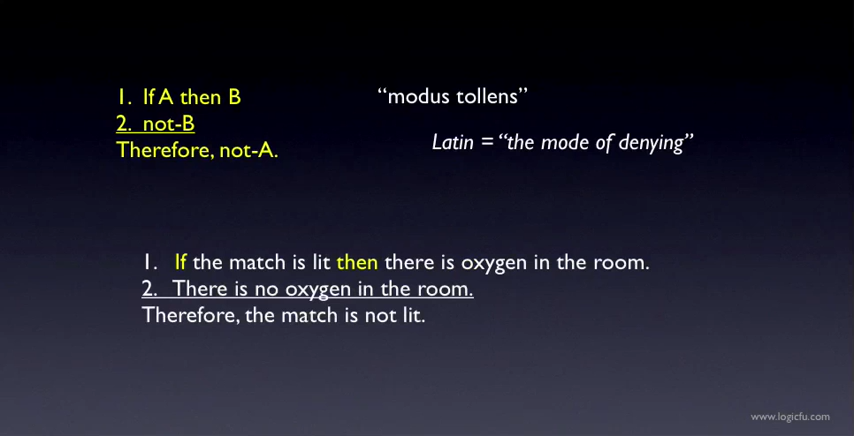 1. If A then B
2. not-B
Therefore, not-A.
“modus tollens”
Latin = “the mode of denying”
1. If the match is lit then there is oxygen in the room.
2. There is no oxygen in the room.
Therefore, the match is not lit.
www.logicfu.com